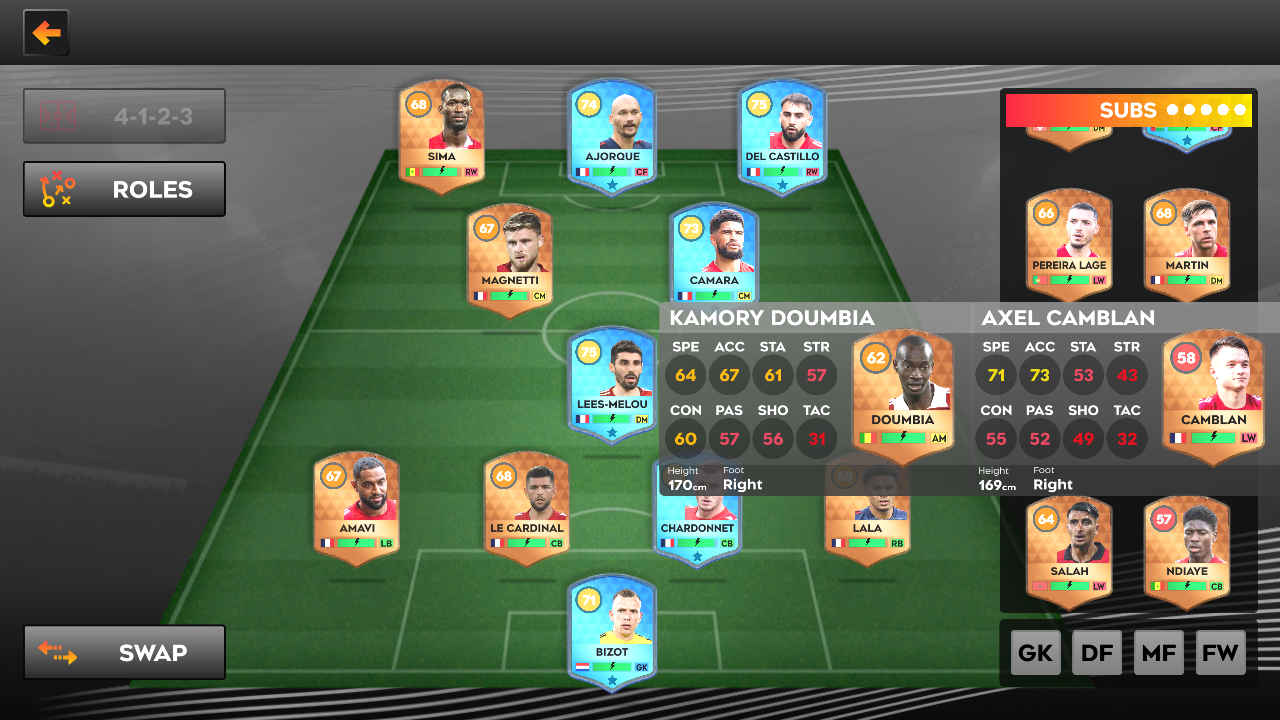 4-1-2-3
ROLES
SWAP
68
SIMA
RW
74
AJORQUE
CF
75
DEL CASTILLO
RW
67
MAGNETTI
CM
73
CAMARA
CM
75
LEES-MELOU
DM
67
AMAVI
LB
68
LE CARDINAL
CB
CHARDONNET
CB
68
LALA
RB
71
BIZOT
GK
SUBS
DM
CF
66
PEREIRA LAGE
LW
68
MARTIN
DM
KAMORY DOUMBIA
SPE ACC STA STR
64 67 61 57
CON PAS SHO TAC
60 57 56 31
Height Foot
170cm Right
62
DOUMBIA
AM
AXEL CAMBLAN
SPE ACC STA STR
71 73 53 43
CON PAS SHO TAC
55 52 49 32
Height Foot
169cm Right
58
CAMBLAN
LW
64
SALAH
LW
57
NDIAYE
CB
GK DF MF FW